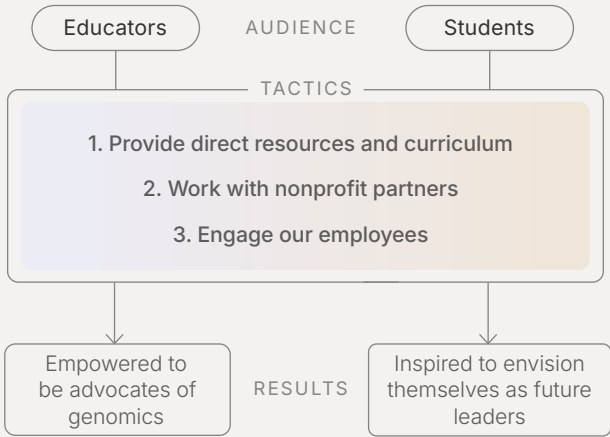 Educators
AUDIENCE
Students
TACTICS
1. Provide direct resources and curriculum
2. Work with nonprofit partners
3. Engage our employees
Empowered to
be advocates of
genomics
RESULTS
Inspired to envision
themselves as future
leaders